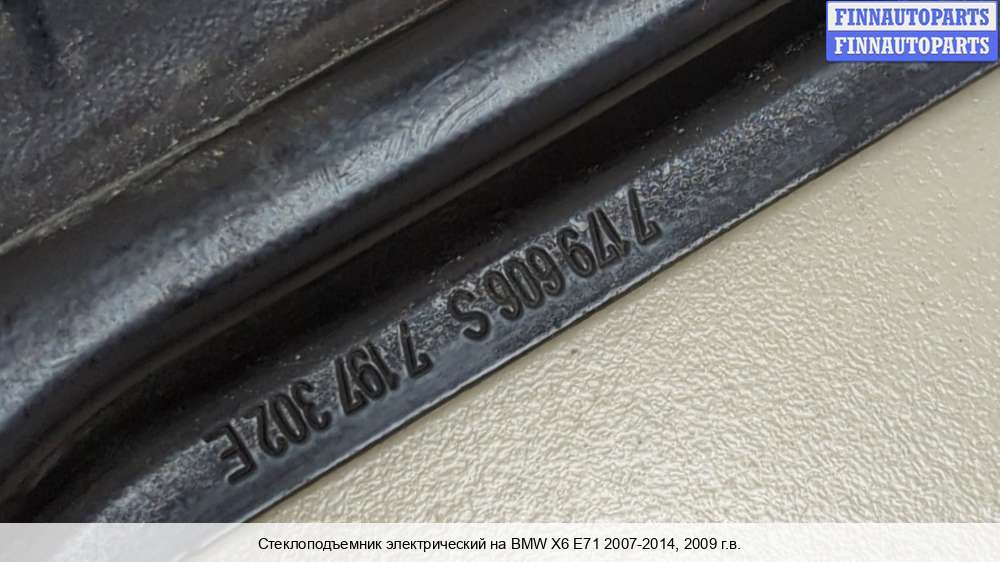 FINNAUTOPARTS
FINNAUTOPARTS
7 179 606 S 7 197 302 E
Стеклоподъемник электрический на BMW X6 E71 2007-2014, 2009 г.в.